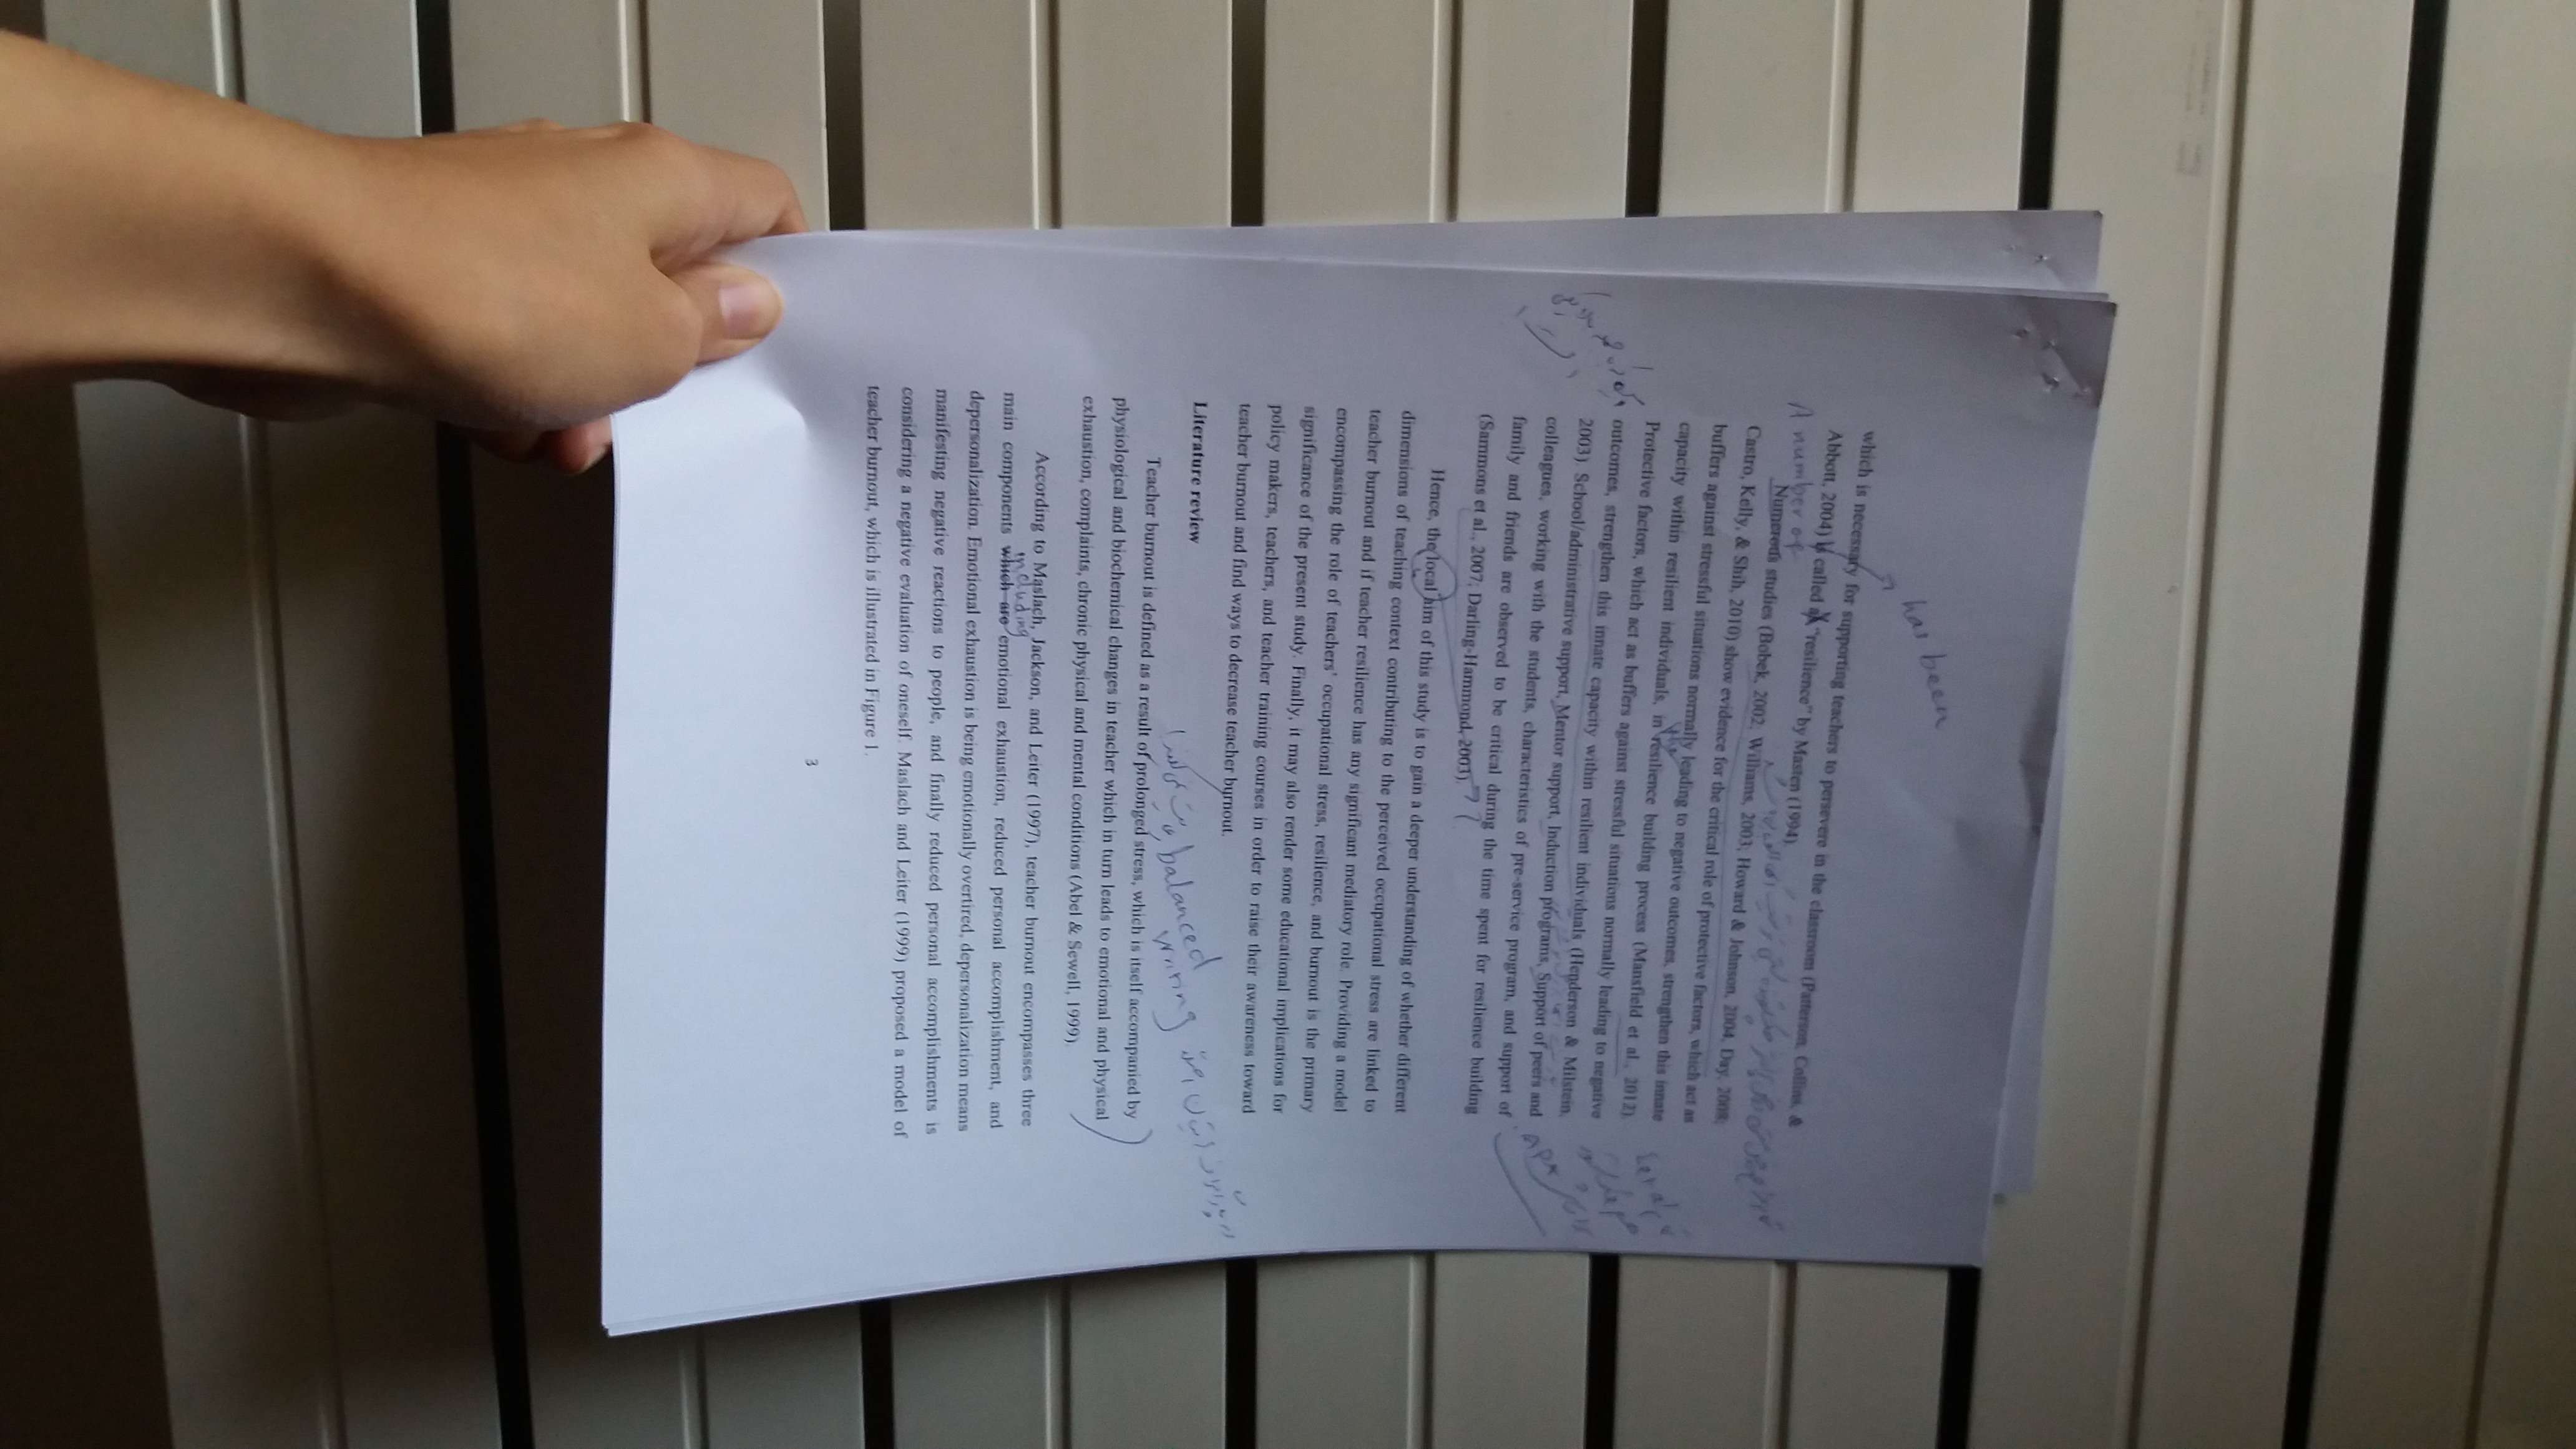 has been
which is necessary for supporting teachers to persevere in the classroom (Patterson, Collins, &
Abbott, 2004) is called as "resilience" by Masten (1994).
A number of
Numerous studies (Bobek, 2002, Williams, 2003; Howard & Johnson, 2004, Day, 2008;
Castro, Kelly, & Shih, 2010) show evidence for the critical role of protective factors, which act as
buffers against stressful situations normally leading to negative outcomes, strengthen this innate
capacity within resilient individuals, in resilience building process (Mansfield et al., 2012).
the
Protective factors, which act as buffers against stressful situations normally leading to negative
outcomes, strengthen this innate capacity within resilient individuals (Henderson & Milstein,
2003). School/administrative support, Mentor support, Induction programs, Support of peers and
colleagues, working with the students, characteristics of pre-service program, and support of
APA
family and friends are observed to be critical during the time spent for resilience building
(Sammons et al., 2007; Darling-Hammond, 2003).
Hence, the local aim of this study is to gain a deeper understanding of whether different
dimensions of teaching context contributing to the perceived occupational stress are linked to
teacher burnout and if teacher resilience has any significant mediatory role. Providing a model
encompassing the role of teachers' occupational stress, resilience, and burnout is the primary
significance of the present study. Finally, it may also render some educational implications for
policy makers, teachers, and teacher training courses in order to raise their awareness toward
teacher burnout and find ways to decrease teacher burnout.
Literature review
balanced
writing
Teacher burnout is defined as a result of prolonged stress, which is itself accompanied by
physiological and biochemical changes in teacher which in turn leads to emotional and physical
exhaustion, complaints, chronic physical and mental conditions (Abel & Sewell, 1999).
According to Maslach, Jackson, and Leiter (1997), teacher burnout encompasses three
including
main components which are emotional exhaustion, reduced personal accomplishment, and
depersonalization. Emotional exhaustion is being emotionally overtired, depersonalization means
manifesting negative reactions to people, and finally reduced personal accomplishments is
considering a negative evaluation of oneself. Maslach and Leiter (1999) proposed a model of
teacher burnout, which is illustrated in Figure 1.
3